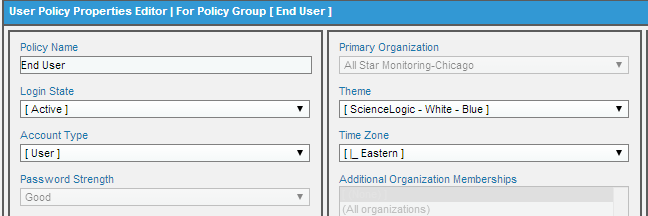 User Policy Properties Editor | For Policy Group [ End User ]
Policy Name
End User
Login State
[ Active ]
Account Type
[ User ]
Password Strength
Good
Primary Organization
All Star Monitoring-Chicago
Theme
[ ScienceLogic - White - Blue ]
Time Zone
[ |_ Eastern ]
Additional Organization Memberships
(All organizations)